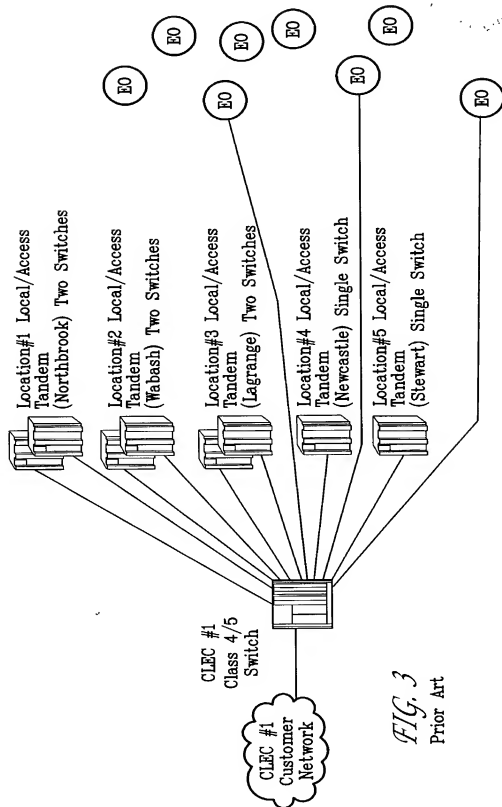 Location#1 Local/Access
Tandem
(Northbrook) Two Switches
Location#2 Local/Access
Tandem
(Wabash) Two Switches
Location#3 Local/Access
Tandem
(Lagrange) Two Switches
Location#4 Local/Access
Tandem
(Newcastle) Single Switch
Location#5 Local/Access
Tandem
(Stewart) Single Switch
EO
EO
EO
EO
EO
EO
EO
EO
CLEC #1
Class 4/5
Switch
CLEC #1
Customer
Network
FIG. 3
Prior Art